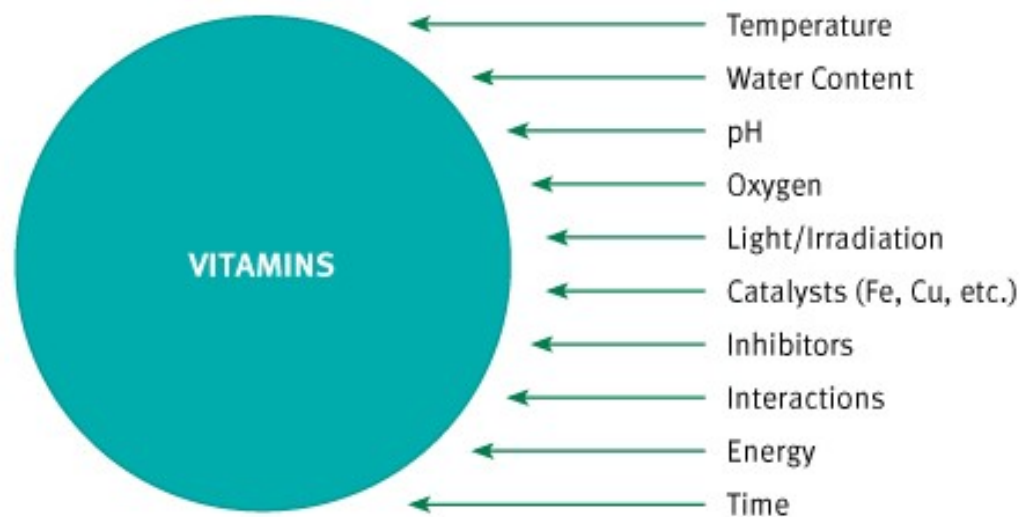 Temperature
Water Content
pH
Oxygen
Light/Irradiation
VITAMINS
Catalysts (Fe, Cu, etc.)
Inhibitors
Interactions
Energy
Time